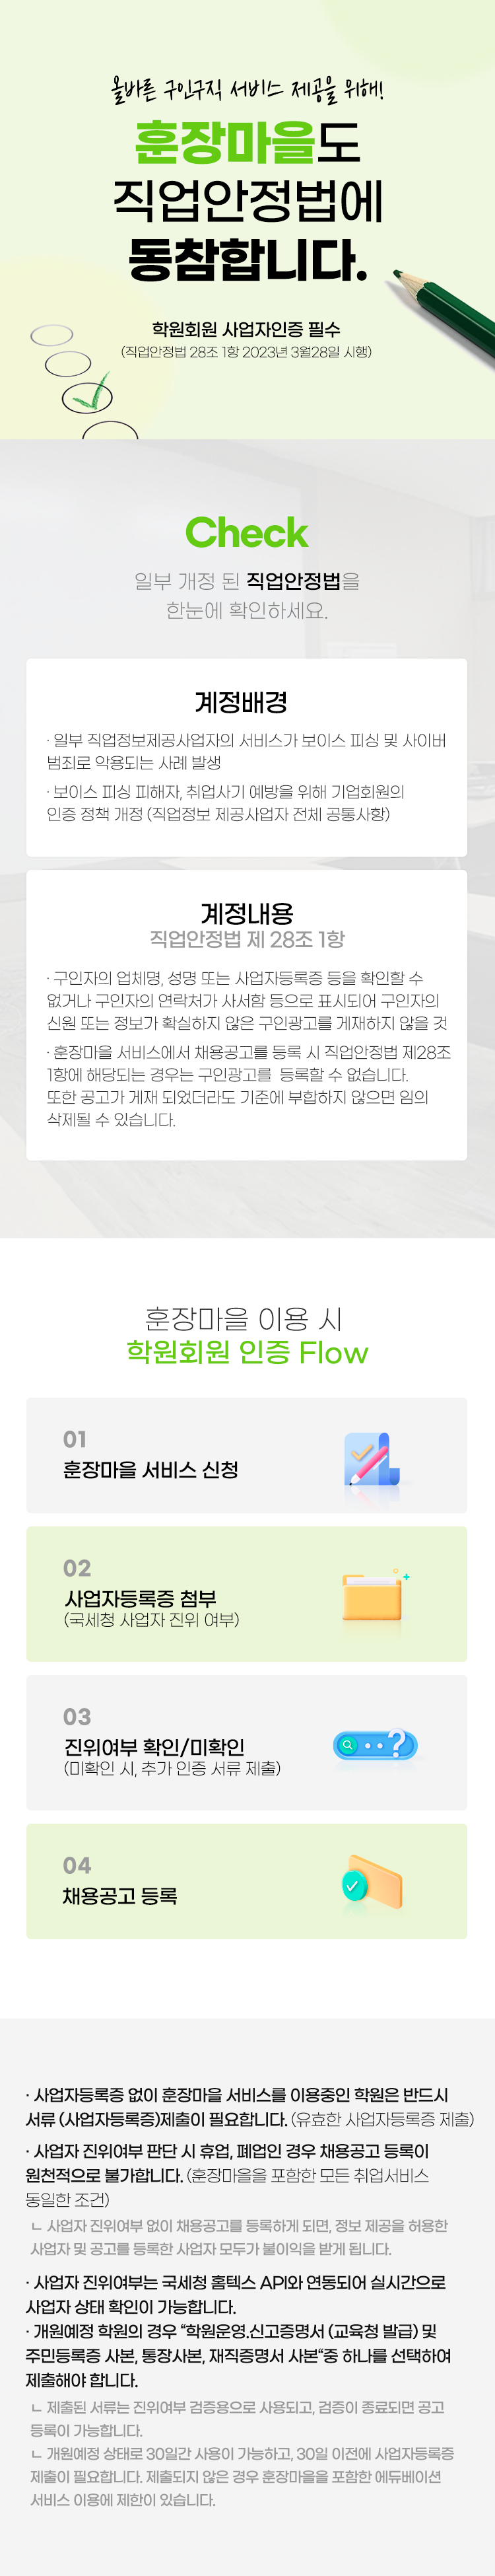 올바른 구인구직 서비스 제공을 위해!
훈장마을도
직업안정법에
동참합니다.
학원회원 사업자인증 필수
(직업안정법 28조 1항 2023년 3월28일 시행)
Check
일부 개정 된 직업안정법을
한눈에 확인하세요.
계정배경
· 일부 직업정보제공사업자의 서비스가 보이스 피싱 및 사이버
범죄로 악용되는 사례 발생
· 보이스 피싱 피해자, 취업사기 예방을 위해 기업회원의
인증 정책 개정 (직업정보 제공사업자 전체 공통사항)
계정내용
직업안정법 제 28조 1항
· 구인자의 업체명, 성명 또는 사업자등록증 등을 확인할 수
없거나 구인자의 연락처가 사서함 등으로 표시되어 구인자의
신원 또는 정보가 확실하지 않은 구인광고를 게재하지 않을 것
· 훈장마을 서비스에서 채용공고를 등록 시 직업안정법 제28조
1항에 해당되는 경우는 구인광고를 등록할 수 없습니다.
또한 공고가 게재 되었더라도 기준에 부합하지 않으면 임의
삭제될 수 있습니다.
훈장마을 이용 시
학원회원 인증 Flow
01
훈장마을 서비스 신청
02
사업자등록증 첨부
(국세청 사업자 진위 여부)
03
진위여부 확인/미확인
(미확인 시, 추가 인증 서류 제출)
04
채용공고 등록
· 사업자등록증 없이 훈장마을 서비스를 이용중인 학원은 반드시
서류 (사업자등록증)제출이 필요합니다. (유효한 사업자등록증 제출)
· 사업자 진위여부 판단 시 휴업, 폐업인 경우 채용공고 등록이
원천적으로 불가합니다. (훈장마을을 포함한 모든 취업서비스
동일한 조건)
ㄴ 사업자 진위여부 없이 채용공고를 등록하게 되면, 정보 제공을 허용한
사업자 및 공고를 등록한 사업자 모두가 불이익을 받게 됩니다.
· 사업자 진위여부는 국세청 홈텍스 API와 연동되어 실시간으로
사업자 상태 확인이 가능합니다.
· 개원예정 학원의 경우 “학원운영.신고증명서 (교육청 발급) 및
주민등록증 사본, 통장사본, 재직증명서 사본“중 하나를 선택하여
제출해야 합니다.
ㄴ 제출된 서류는 진위여부 검증용으로 사용되고, 검증이 종료되면 공고
등록이 가능합니다.
ㄴ 개원예정 상태로 30일간 사용이 가능하고, 30일 이전에 사업자등록증
제출이 필요합니다. 제출되지 않은 경우 훈장마을을 포함한 에듀베이션
서비스 이용에 제한이 있습니다.